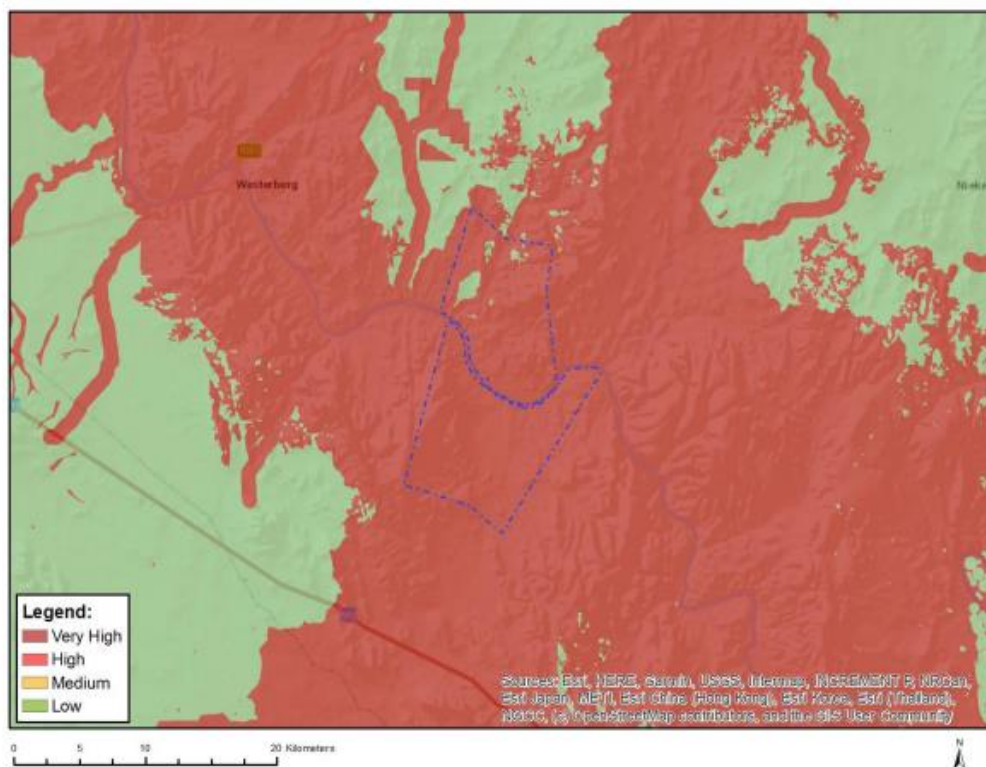 Westerberg
Nieke
Legend:
Very High
High
Medium
Low
Sources: Esri, HERE, Garmin, USGS, Intermap, INCREMENT P, NRCan,
Esri Japan, METI, Esri China (Hong Kong), Esri Korea, Esri (Thailand),
NGCC, (c) OpenStreetMap contributors, and the GIS User Community
0 5 10 20 Kilometers
N